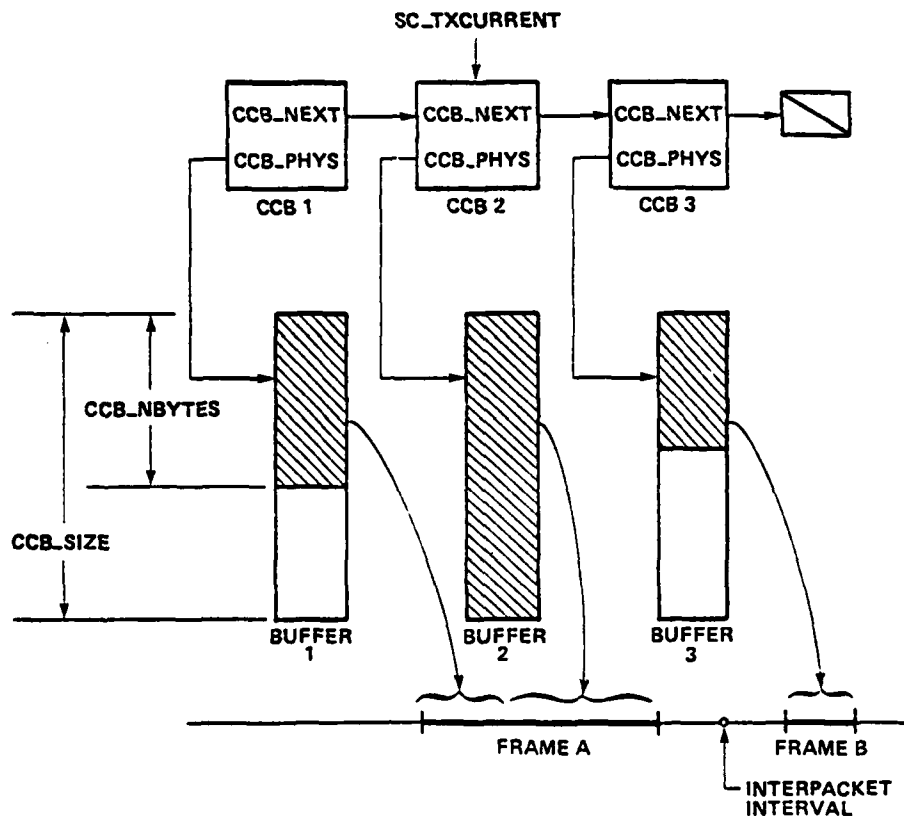 SC_TXCURRENT
CCB_NEXT
CCB_PHYS
CCB 1
CCB_NEXT
CCB_PHYS
CCB 2
CCB_NEXT
CCB_PHYS
CCB 3
CCB_NBYTES
CCB_SIZE
BUFFER
1
BUFFER
2
BUFFER
3
FRAME A
FRAME B
INTERPACKET
INTERVAL